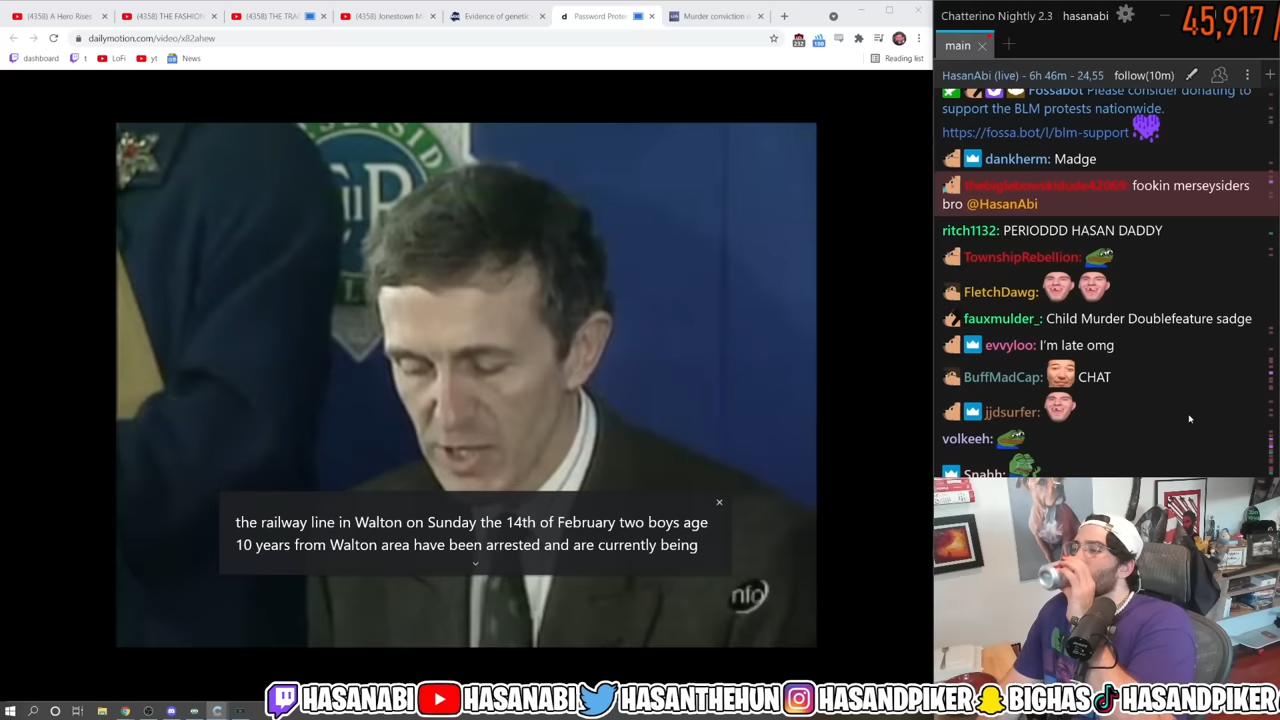 (4358) A Hero Rises
(4358) THE FASHION
(4358) THE TRA
(4358) Jonestown M
Evidence of genetic
Password Prote
Murder conviction o
dailymotion.com/video/x82ahew
dashboard
t
LoFi
yt
News
Reading list
the railway line in Walton on Sunday the 14th of February two boys age
10 years from Walton area have been arrested and are currently being
nfo
Chatterino Nightly 2.3
hasanabi
45,917 /
main
HasanAbi (live) - 6h 46m - 24,55
follow(10m)
Fossabot Please consider donating to
support the BLM protests nationwide.
https://fossa.bot/l/blm-support
dankherm: Madge
fookin merseysiders
bro @HasanAbi
ritch1132: PERIODDD HASAN DADDY
TownshipRebellion:
FletchDawg:
fauxmulder_: Child Murder Doublefeature sadge
evvyloo: I'm late omg
BuffMadCap: CHAT
jjdsurfer:
volkeeh:
Snahh:
HASANABI
HASANABI
HASANTHEHUN
HASANDPIKER
BIGHAS
HASANDPIKER